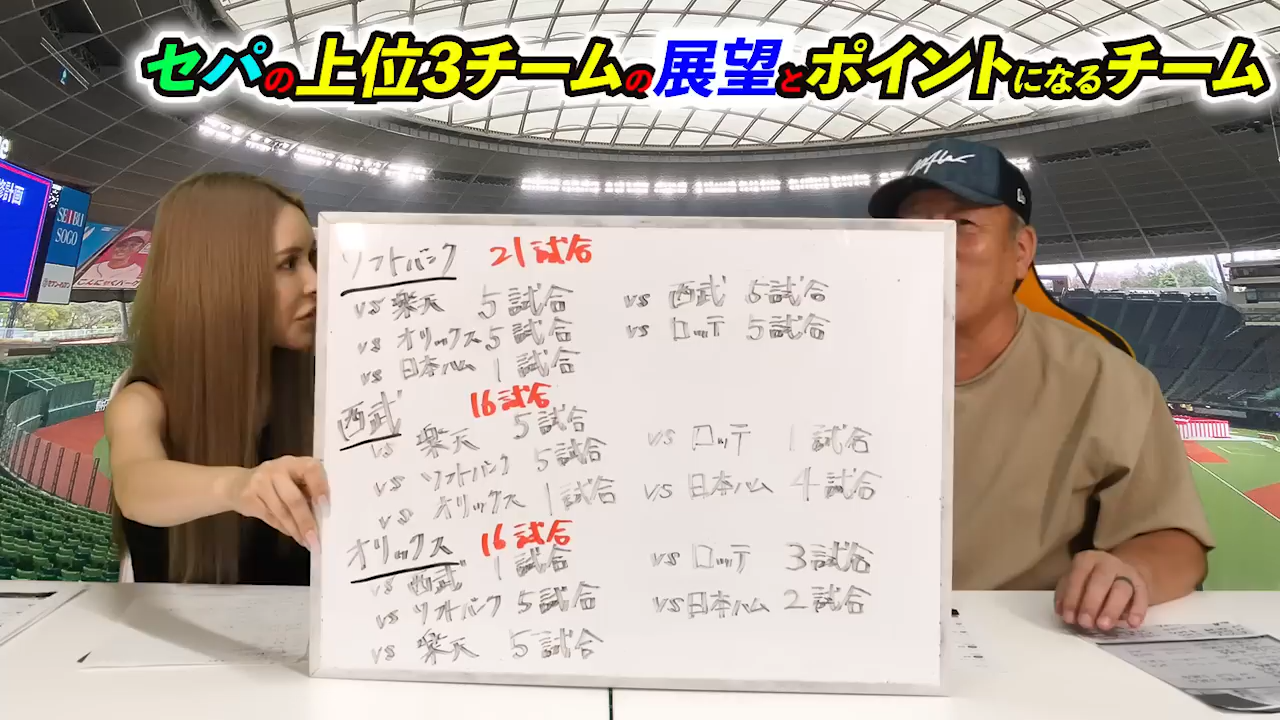 セパの上位3チームの展望とポイントになるチーム
SEIBU
SOGO
ソフトバンク 21試合
vs 楽天 5試合 vs 西武 5試合
vs オリックス 5試合 vs ロッテ 5試合
vs 日本ハム 1試合
西武 16試合
vs 楽天 5試合 vs ロッテ 1試合
vs ソフトバンク 5試合
vs オリックス 1試合 vs 日本ハム 4試合
オリックス 16試合
vs 西武 1試合 vs ロッテ 3試合
vs ソフトバンク 5試合 vs 日本ハム 2試合
vs 楽天 5試合